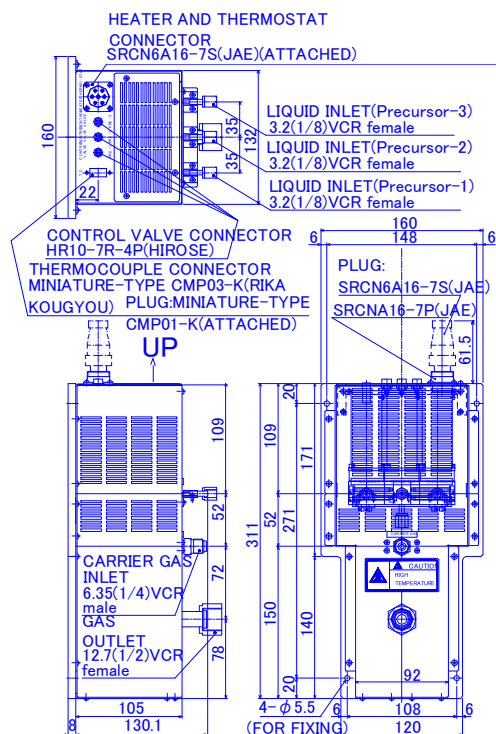 HEATER AND THERMOSTAT
CONNECTOR
SRCN6A16-7S(JAE)(ATTACHED)
160
132
35
35
22
LIQUID INLET(Precursor-3)
3.2(1/8)VCR female
LIQUID INLET(Precursor-2)
3.2(1/8)VCR female
LIQUID INLET(Precursor-1)
3.2(1/8)VCR female
CONTROL VALVE CONNECTOR
HR10-7R-4P(HIROSE)
THERMOCOUPLE CONNECTOR
MINIATURE-TYPE CMP03-K(RIKA
KOUGYOU) PLUG:MINIATURE-TYPE
CMP01-K(ATTACHED)
160
6
148
6
PLUG:
SRCN6A16-7S(JAE)
SRCNA16-7P(JAE)
61.5
UP
109
52
72
78
CARRIER GAS
INLET
6.35(1/4)VCR
male
GAS
OUTLET
12.7(1/2)VCR
female
105
8
130.1
311
20
109
52
150
271
20
171
140
CAUTION
HIGH
TEMPERATURE
92
4-φ5.5
(FOR FIXING)
6
108
6
120